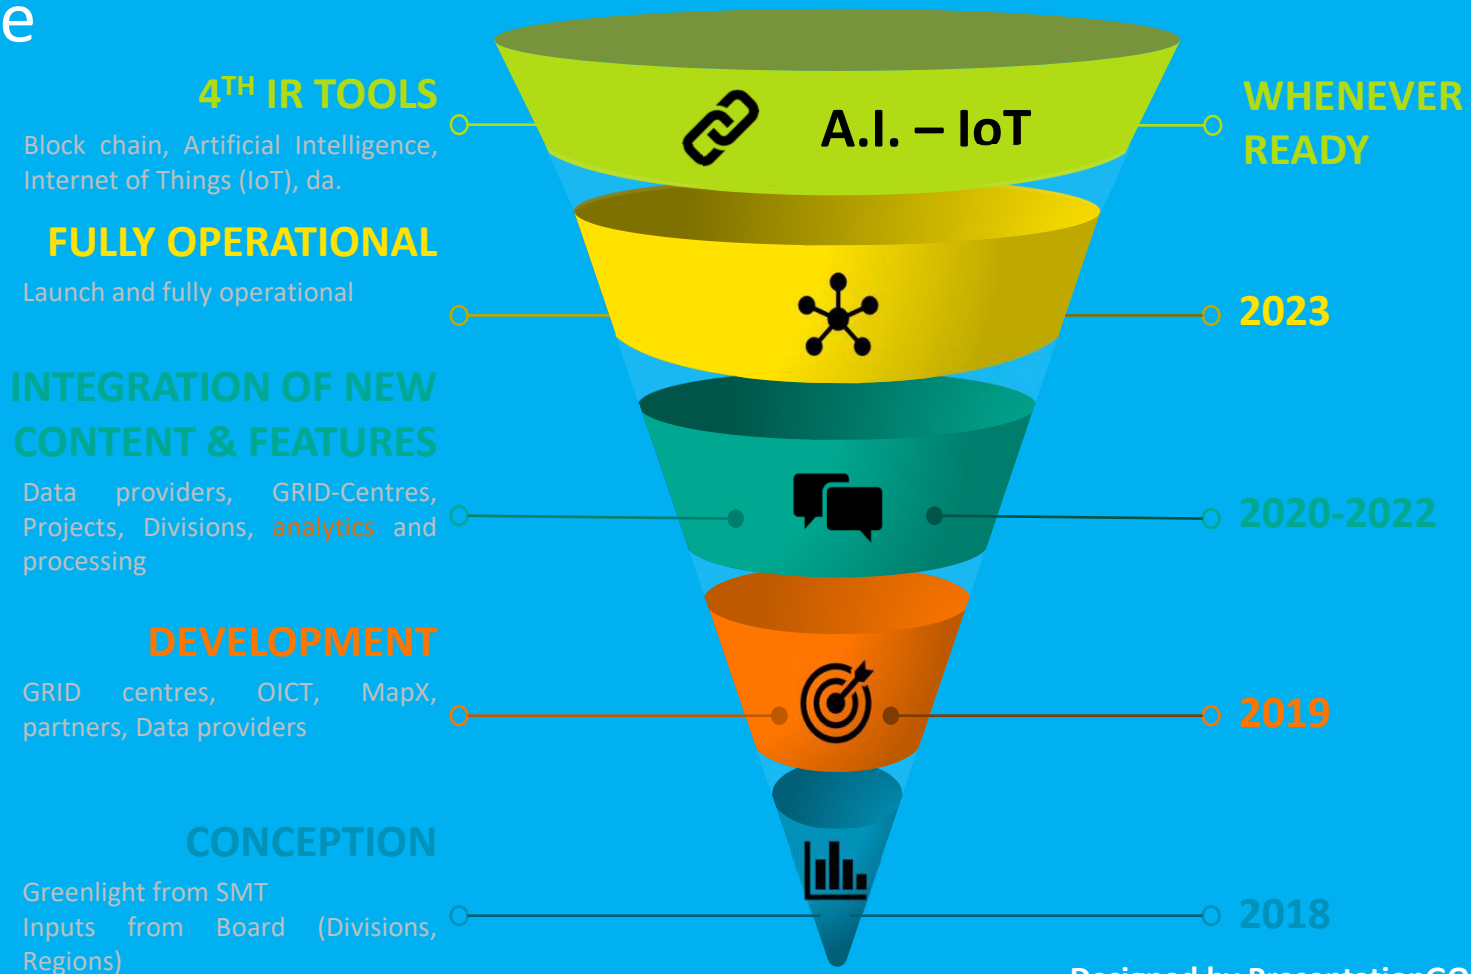 e
4TH IR TOOLS
Block chain, Artificial Intelligence,
Internet of Things (IoT), da.
A.I. – IoT
WHENEVER
READY
FULLY OPERATIONAL
Launch and fully operational
2023
INTEGRATION OF NEW
CONTENT & FEATURES
Data providers, GRID-Centres,
Projects, Divisions, analytics and
processing
2020-2022
DEVELOPMENT
GRID centres, OICT, MapX,
partners, Data providers
2019
CONCEPTION
Greenlight from SMT
Inputs from Board (Divisions,
Regions)
2018
Designed by PresentationGO